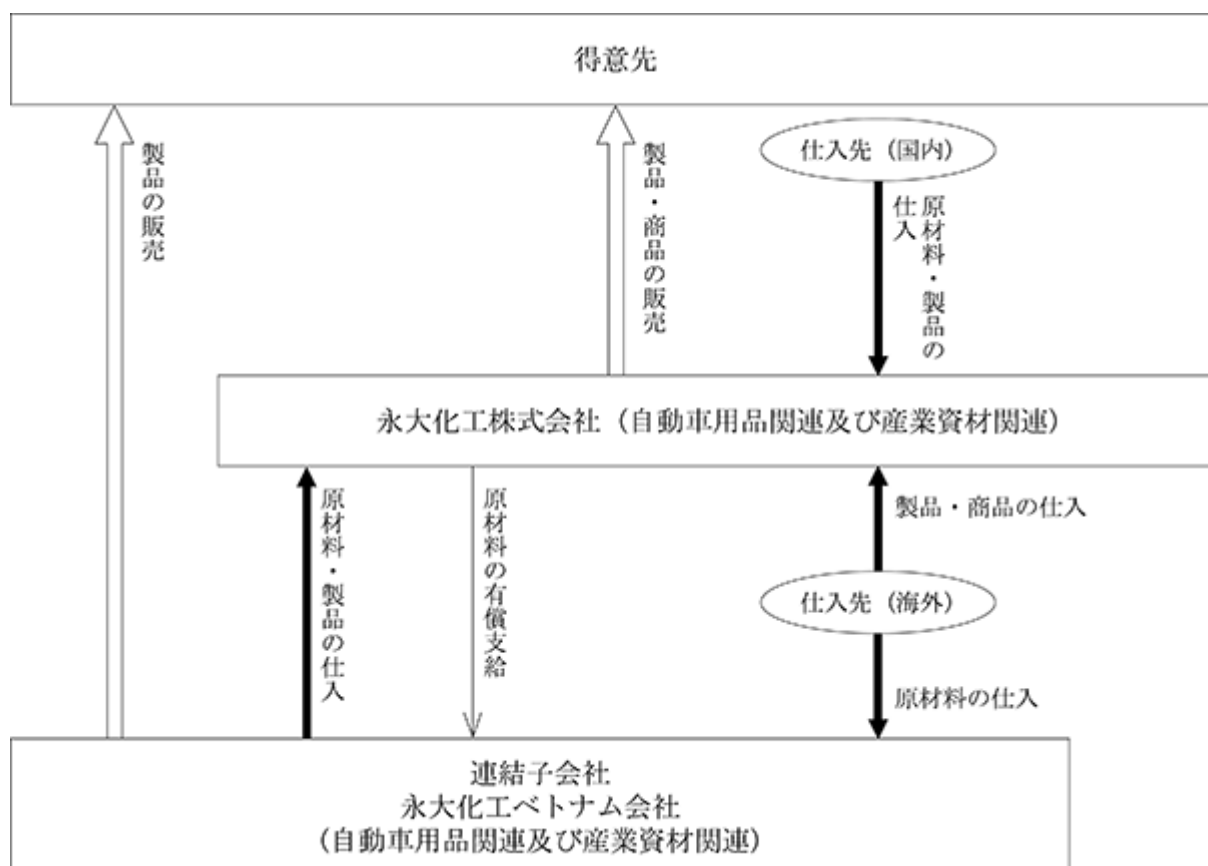 得意先
製品の販売
製品・商品の販売
仕入先（国内）
原材料・製品の
仕入
永大化工株式会社（自動車用品関連及び産業資材関連）
原材料・製品の仕入
原材料の有償支給
製品・商品の仕入
仕入先（海外）
原材料の仕入
連結子会社
永大化工ベトナム会社
（自動車用品関連及び産業資材関連）